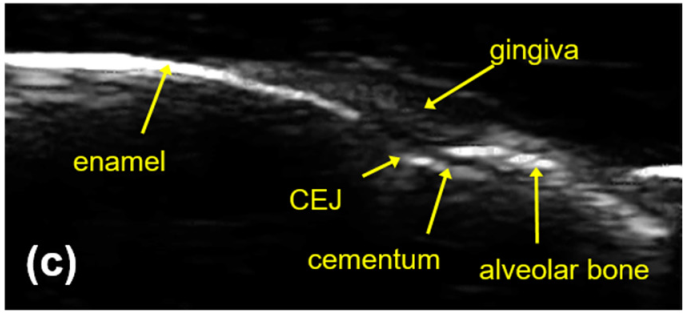 gingiva
enamel
CEJ
cementum
alveolar bone
(c)